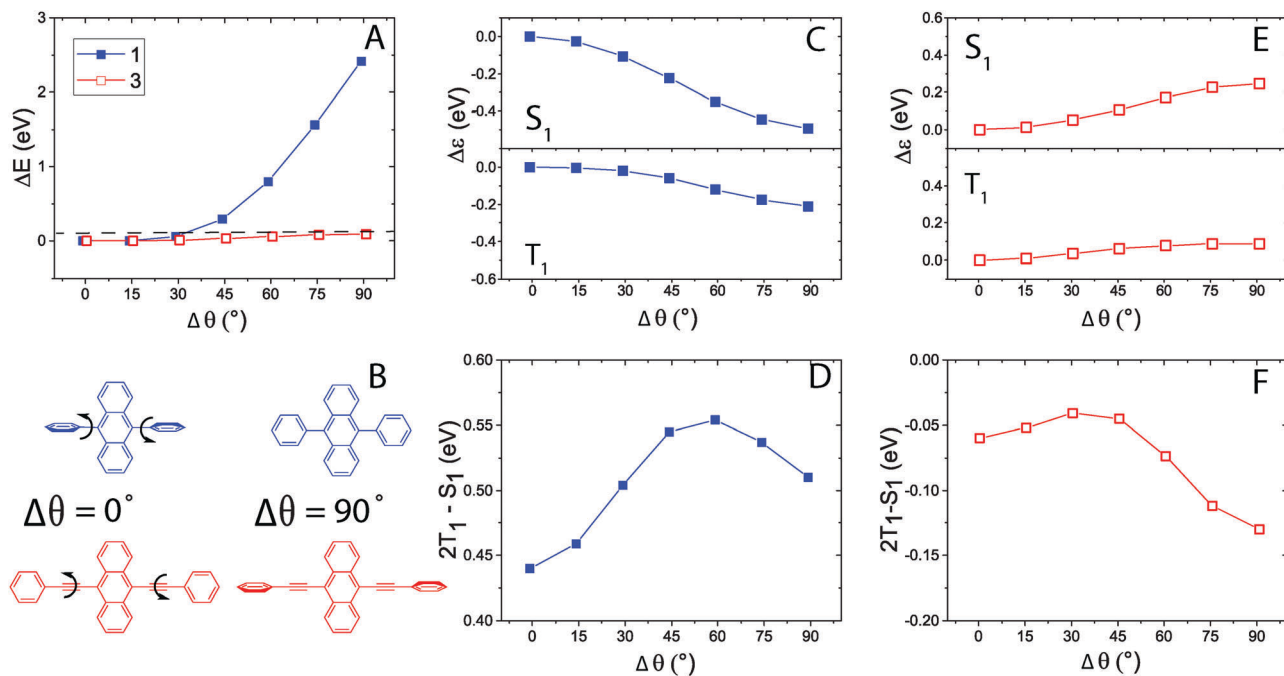 A
1
3
ΔE (eV)
3
2
1
0
0 15 30 45 60 75 90
Δθ (°)
B
Δθ = 0°
Δθ = 90°
C
Δε (eV)
0.0
-0.2
-0.4
S1
0.0
-0.2
-0.4
-0.6
T1
0 15 30 45 60 75 90
Δθ (°)
D
2T1 - S1 (eV)
0.60
0.55
0.50
0.45
0.40
0 15 30 45 60 75 90
Δθ (°)
E
Δε (eV)
0.6
0.4
0.2
0.0
S1
0.4
0.2
0.0
T1
0 15 30 45 60 75 90
Δθ (°)
F
2T1-S1 (eV)
0.00
-0.05
-0.10
-0.15
-0.20
0 15 30 45 60 75 90
Δθ (°)